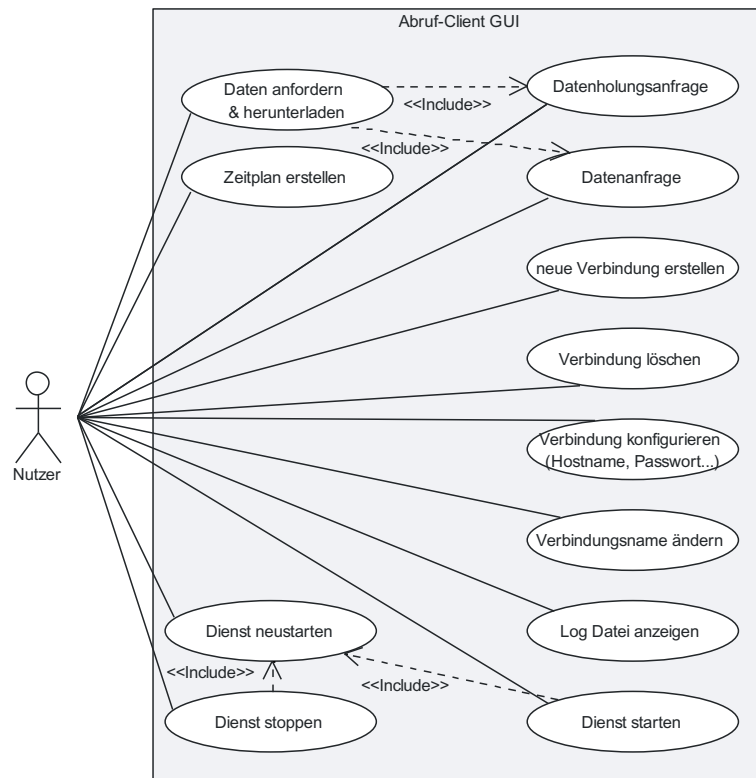 Abruf-Client GUI
Daten anfordern
& herunterladen
<<Include>>
Datenholungsanfrage
<<Include>>
Zeitplan erstellen
Datenanfrage
neue Verbindung erstellen
Verbindung löschen
Verbindung konfigurieren
(Hostname, Passwort...)
Nutzer
Verbindungsname ändern
Dienst neustarten
Log Datei anzeigen
<<Include>>
<<Include>>
Dienst stoppen
Dienst starten